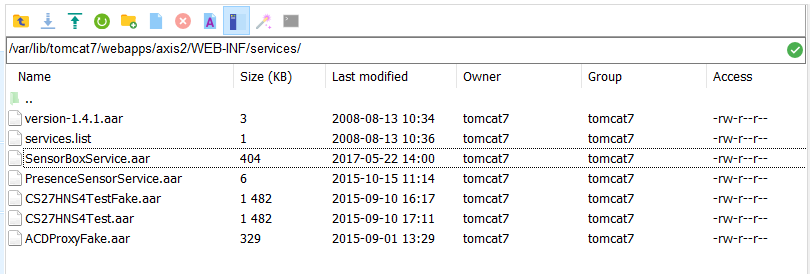 A
/var/lib/tomcat7/webapps/axis2/WEB-INF/services/
Name Size (KB) Last modified Owner Group Access
..
version-1.4.1.aar 3 2008-08-13 10:34 tomcat7 tomcat7 -rw-r--r--
services.list 1 2008-08-13 10:36 tomcat7 tomcat7 -rw-r--r--
SensorBoxService.aar 404 2017-05-22 14:00 tomcat7 tomcat7 -rw-r--r--
PresenceSensorService.aar 6 2015-10-15 11:14 tomcat7 tomcat7 -rw-r--r--
CS27HNS4TestFake.aar 1 482 2015-09-10 16:17 tomcat7 tomcat7 -rw-r--r--
CS27HNS4Test.aar 1 482 2015-09-10 17:11 tomcat7 tomcat7 -rw-r--r--
ACDProxyFake.aar 329 2015-09-01 13:29 tomcat7 tomcat7 -rw-r--r--